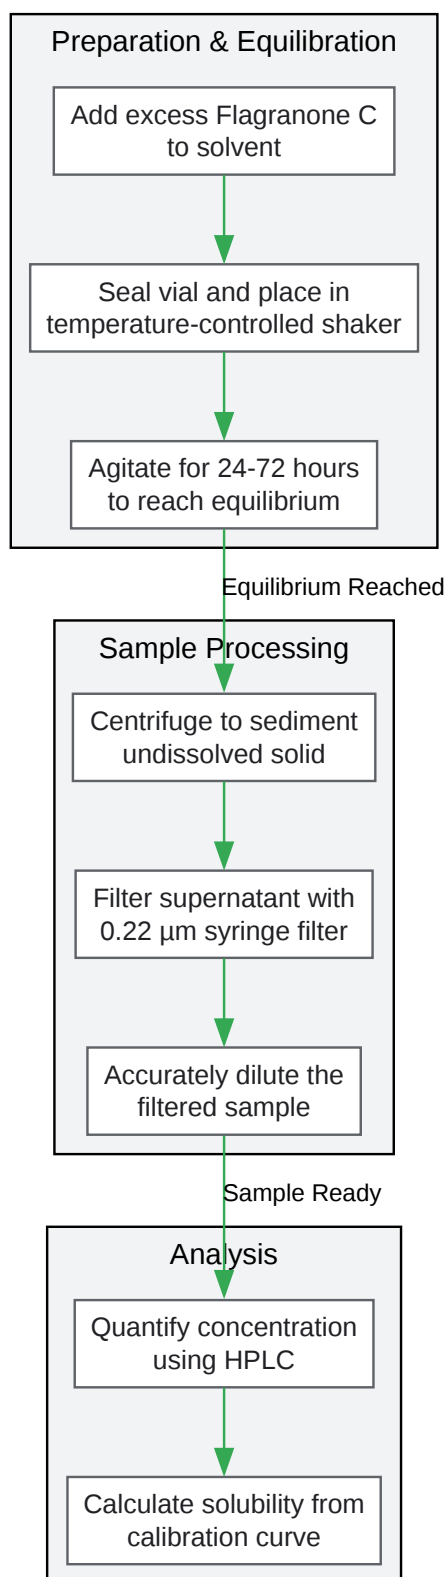 Preparation & Equilibration
Add excess Flagranone C
to solvent
Seal vial and place in
temperature-controlled shaker
Agitate for 24-72 hours
to reach equilibrium
Equilibrium Reached
Sample Processing
Centrifuge to sediment
undissolved solid
Filter supernatant with
0.22 µm syringe filter
Accurately dilute the
filtered sample
Sample Ready
Analysis
Quantify concentration
using HPLC
Calculate solubility from
calibration curve